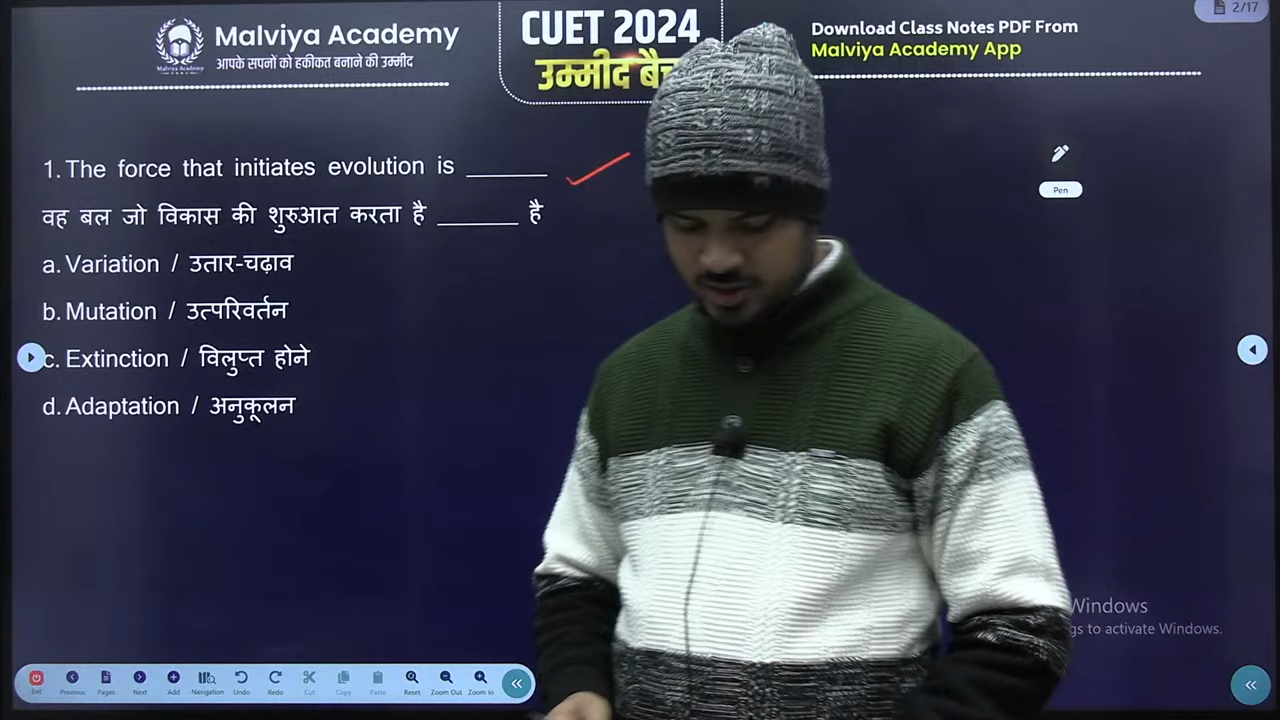 Malviya Academy
आपके सपनों को हकीकत बनाने की उम्मीद
Malviya Academy
CUET 2024
उम्मीद
Download Class Notes PDF From
Malviya Academy App
2/17
1. The force that initiates evolution is ______
वह बल जो विकास की शुरुआत करता है ______ है
a. Variation / उतार-चढ़ाव
b. Mutation / उत्परिवर्तन
c. Extinction / विलुप्त होने
d. Adaptation / अनुकूलन
Pen
Windows
gs to activate Windows.
Exit Previous Pages Next Add Navigation Undo Redo Cut Copy Paste Reset Zoom Out Zoom In